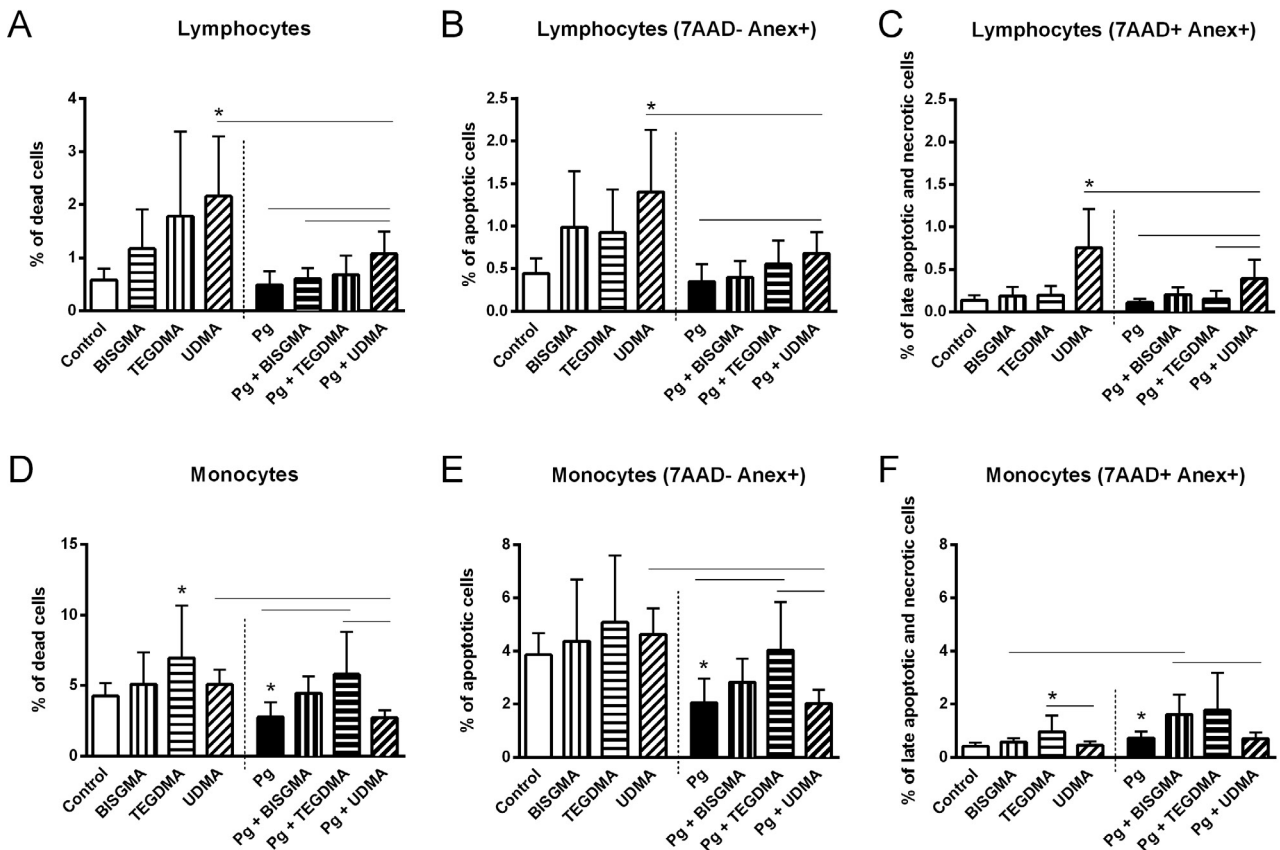 A
Lymphocytes
% of dead cells
4
3
2
1
0
*
Control
BISGMA
TEGDMA
UDMA
Pg
Pg + BISGMA
Pg + TEGDMA
Pg + UDMA
B
Lymphocytes (7AAD- Anex+)
% of apoptotic cells
2.5
2.0
1.5
1.0
0.5
0.0
*
Control
BISGMA
TEGDMA
UDMA
Pg
Pg + BISGMA
Pg + TEGDMA
Pg + UDMA
C
Lymphocytes (7AAD+ Anex+)
% of late apoptotic and necrotic cells
2.5
2.0
1.5
1.0
0.5
0.0
*
Control
BISGMA
TEGDMA
UDMA
Pg
Pg + BISGMA
Pg + TEGDMA
Pg + UDMA
D
Monocytes
% of dead cells
15
10
5
0
*
*
Control
BISGMA
TEGDMA
UDMA
Pg
Pg + BISGMA
Pg + TEGDMA
Pg + UDMA
E
Monocytes (7AAD- Anex+)
% of apoptotic cells
8
6
4
2
0
*
Control
BISGMA
TEGDMA
UDMA
Pg
Pg + BISGMA
Pg + TEGDMA
Pg + UDMA
F
Monocytes (7AAD+ Anex+)
% of late apoptotic and necrotic cells
8
6
4
2
0
*
*
Control
BISGMA
TEGDMA
UDMA
Pg
Pg + BISGMA
Pg + TEGDMA
Pg + UDMA